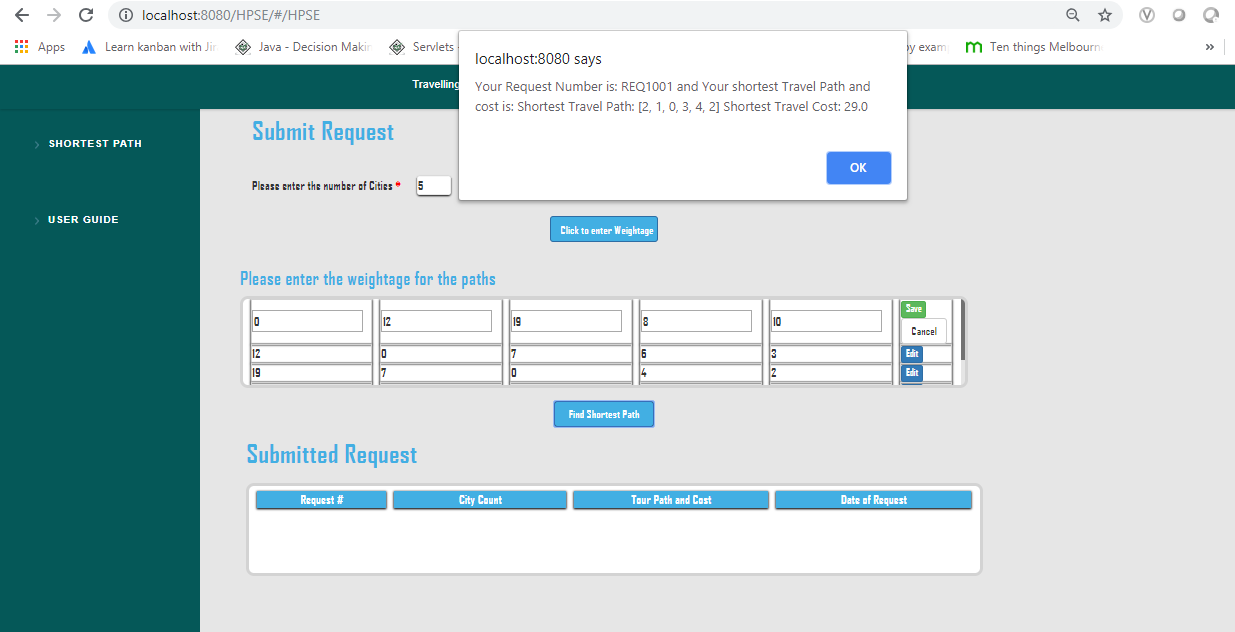 localhost:8080/HPSE/#/HPSE
Apps Learn kanban with Jir Java - Decision Makin Servlets by exam Ten things Melbourn »
localhost:8080 says
Your Request Number is: REQ1001 and Your shortest Travel Path and
cost is: Shortest Travel Path: [2, 1, 0, 3, 4, 2] Shortest Travel Cost: 29.0
OK
Travelling
SHORTEST PATH
USER GUIDE
Submit Request
Please enter the number of Cities * 5
Click to enter Weightage
Please enter the weightage for the paths
0 12 19 8 10 Save
Cancel
12 0 7 6 3 Edit
19 7 0 4 2 Edit
Find Shortest Path
Submitted Request
Request # City Count Tour Path and Cost Date of Request